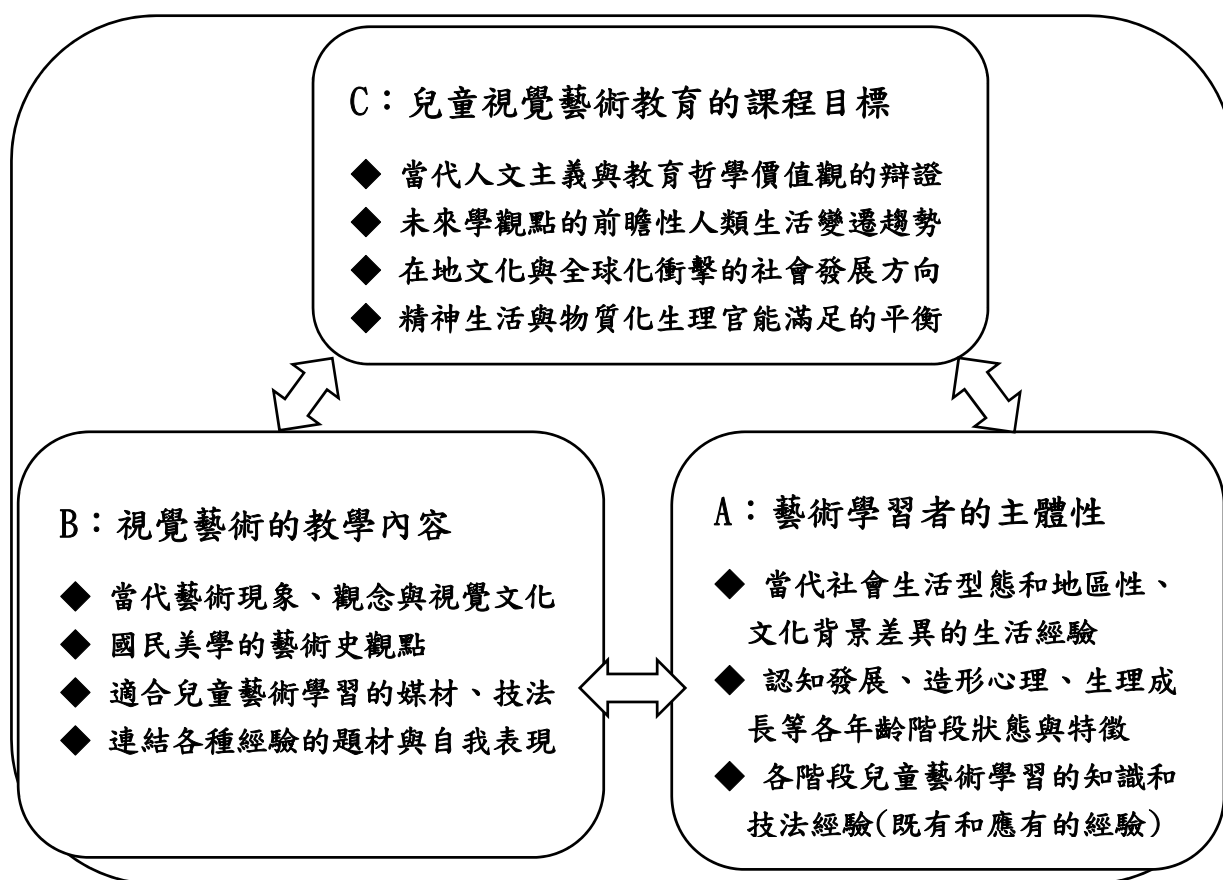 C：兒童視覺藝術教育的課程目標
◆ 當代人文主義與教育哲學價值觀的辯證
◆ 未來學觀點的前瞻性人類生活變遷趨勢
◆ 在地文化與全球化衝擊的社會發展方向
◆ 精神生活與物質化生理官能滿足的平衡
B：視覺藝術的教學內容
◆ 當代藝術現象、觀念與視覺文化
◆ 國民美學的藝術史觀點
◆ 適合兒童藝術學習的媒材、技法
◆ 連結各種經驗的題材與自我表現
A：藝術學習者的主體性
◆ 當代社會生活型態和地區性、
文化背景差異的生活經驗
◆ 認知發展、造形心理、生理成
長等各年齡階段狀態與特徵
◆ 各階段兒童藝術學習的知識和
技法經驗(既有和應有的經驗)